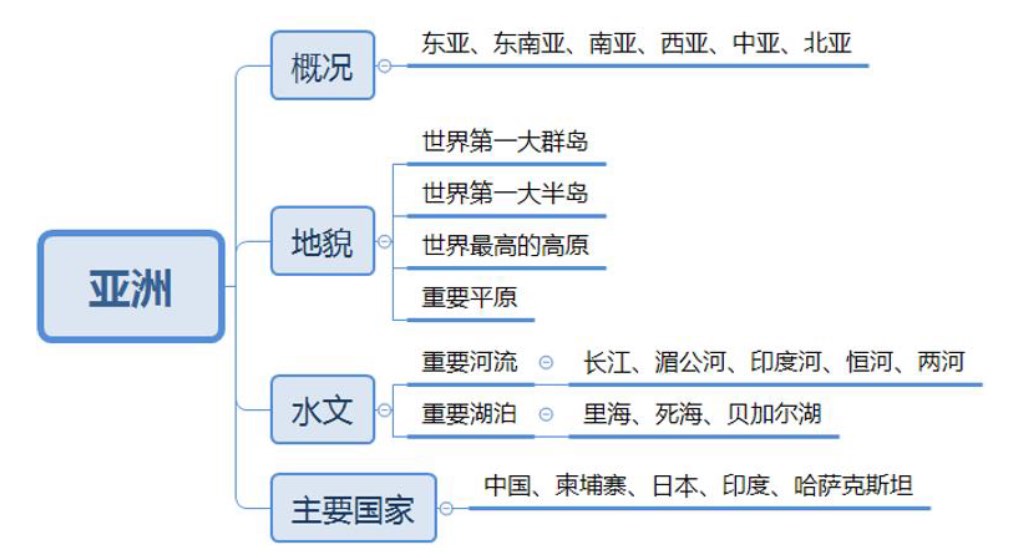 亚洲
概况
东亚、东南亚、南亚、西亚、中亚、北亚
地貌
世界第一大群岛
世界第一大半岛
世界最高的高原
重要平原
水文
重要河流
长江、湄公河、印度河、恒河、两河
重要湖泊
里海、死海、贝加尔湖
主要国家
中国、柬埔寨、日本、印度、哈萨克斯坦